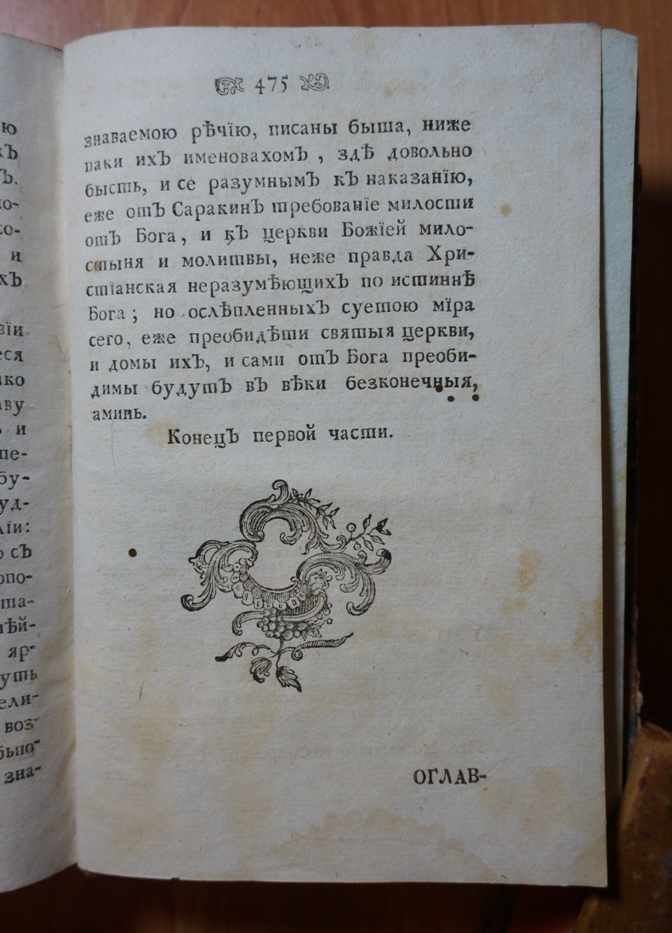 475
знаваемою рѣчїю, писаны быша, ниже
паки ихъ именовахомъ, здѣ довольно
бысть, и се разумнымъ къ наказанїю,
еже отъ Саракинъ требованїе милости
отъ Бога, и къ церкви Божїей мило-
стыня и молитвы, неже правда Хри-
стїанская неразумѣющихъ по истиннѣ
Бога; но ослѣпленныхъ суетою мїра
сего, еже преобидѣти святыя церкви,
и домы ихъ, и сами отъ Бога преоби-
димы будутъ въ вѣки безконечныя,
аминь.
Конецъ первой части.
ОГЛАВ-